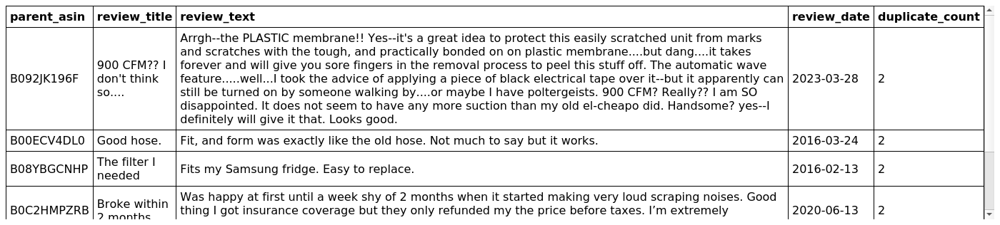 parent_asin review_title review_text review_date duplicate_count
B092JK196F
900 CFM?? I
don't think
so....
Arrgh--the PLASTIC membrane!! Yes--it's a great idea to protect this easily scratched unit from marks
and scratches with the tough, and practically bonded on on plastic membrane....but dang....it takes
forever and will give you sore fingers in the removal process to peel this stuff off. The automatic wave
feature.....well...I took the advice of applying a piece of black electrical tape over it--but it apparently can
still be turned on by someone walking by....or maybe I have poltergeists. 900 CFM? Really?? I am SO
disappointed. It does not seem to have any more suction than my old el-cheapo did. Handsome? yes--I
definitely will give it that. Looks good.
2023-03-28
2
B00ECV4DL0
Good hose.
Fit, and form was exactly like the old hose. Not much to say but it works.
2016-03-24
2
B08YBGCNHP
The filter I
needed
Fits my Samsung fridge. Easy to replace.
2016-02-13
2
B0C2HMPZRB
Broke within
2 months
Was happy at first until a week shy of 2 months when it started making very loud scraping noises. Good
thing I got insurance coverage but they only refunded my the price before taxes. I’m extremely
2020-06-13
2